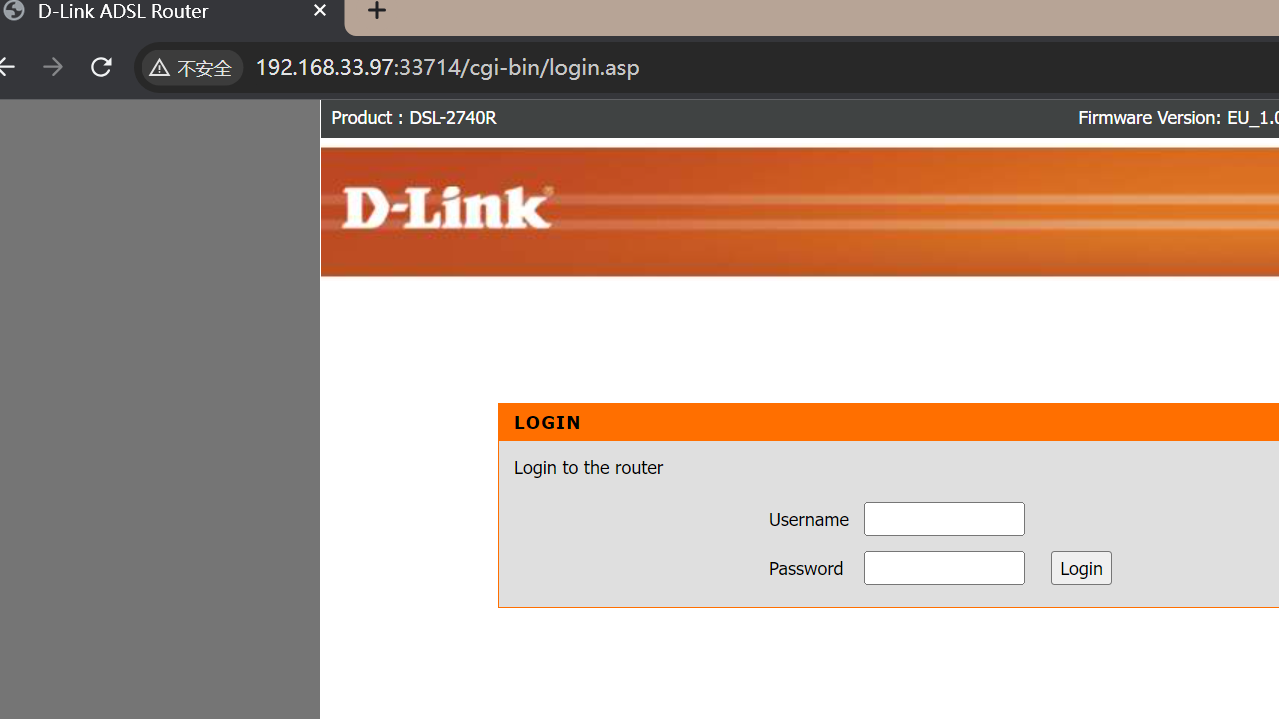 D-Link ADSL Router
不安全 192.168.33.97:33714/cgi-bin/login.asp
Product : DSL-2740R Firmware Version: EU_1.0
D-Link
LOGIN
Login to the router
Username
Password Login